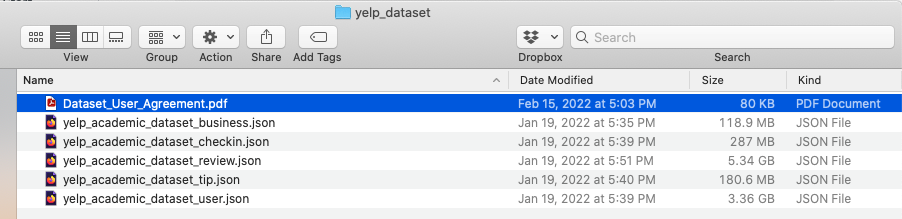 yelp_dataset
View Group Action Share Add Tags Dropbox Search
Search
Name Date Modified Size Kind
Dataset_User_Agreement.pdf Feb 15, 2022 at 5:03 PM 80 KB PDF Document
yelp_academic_dataset_business.json Jan 19, 2022 at 5:35 PM 118.9 MB JSON File
yelp_academic_dataset_checkin.json Jan 19, 2022 at 5:39 PM 287 MB JSON File
yelp_academic_dataset_review.json Jan 19, 2022 at 5:51 PM 5.34 GB JSON File
yelp_academic_dataset_tip.json Jan 19, 2022 at 5:40 PM 180.6 MB JSON File
yelp_academic_dataset_user.json Jan 19, 2022 at 5:39 PM 3.36 GB JSON File